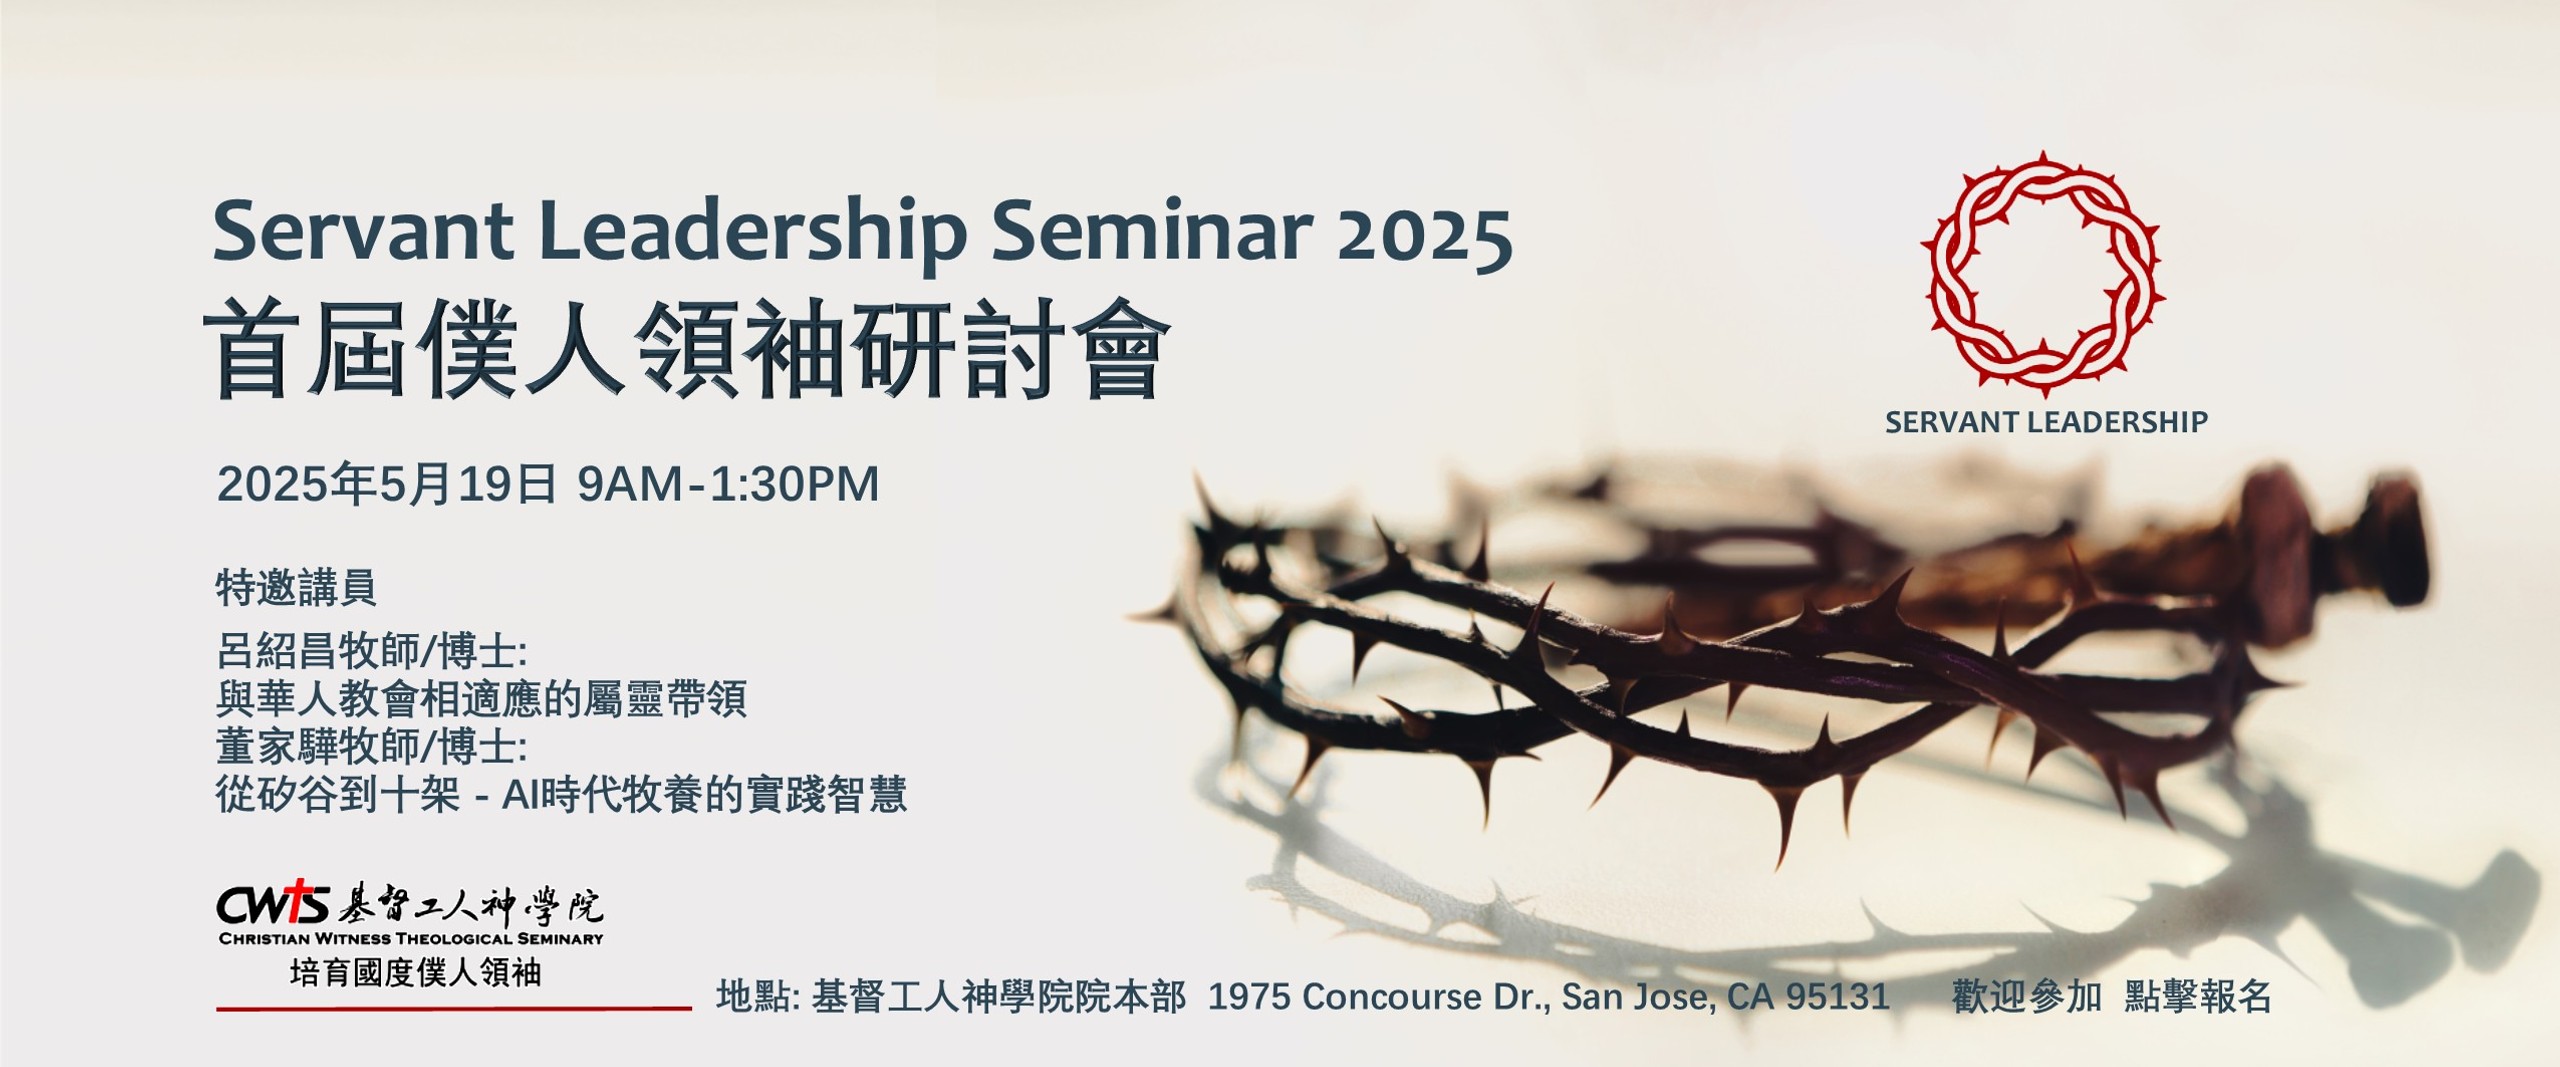 Servant Leadership Seminar 2025
首屆僕人領袖研討會
SERVANT LEADERSHIP
2025年5月19日 9AM-1:30PM
特邀講員
呂紹昌牧師/博士:
與華人教會相適應的屬靈帶領
董家驊牧師/博士:
從矽谷到十架 - AI時代牧養的實踐智慧
CWTS 基督工人神學院
CHRISTIAN WITNESS THEOLOGICAL SEMINARY
培育國度僕人領袖
地點: 基督工人神學院院本部 1975 Concourse Dr., San Jose, CA 95131 歡迎參加 點擊報名